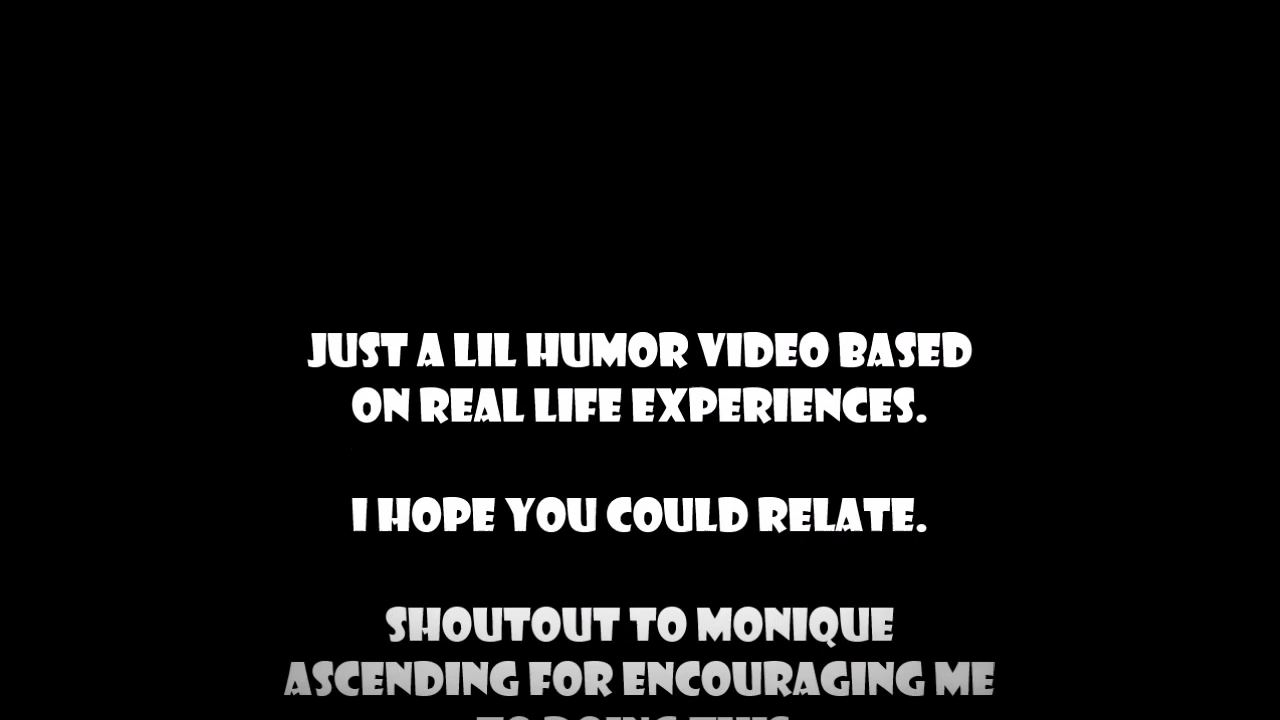 JUST A LIL HUMOR VIDEO BASED
ON REAL LIFE EXPERIENCES.
I HOPE YOU COULD RELATE.
SHOUTOUT TO MONIQUE
ASCENDING FOR ENCOURAGING ME